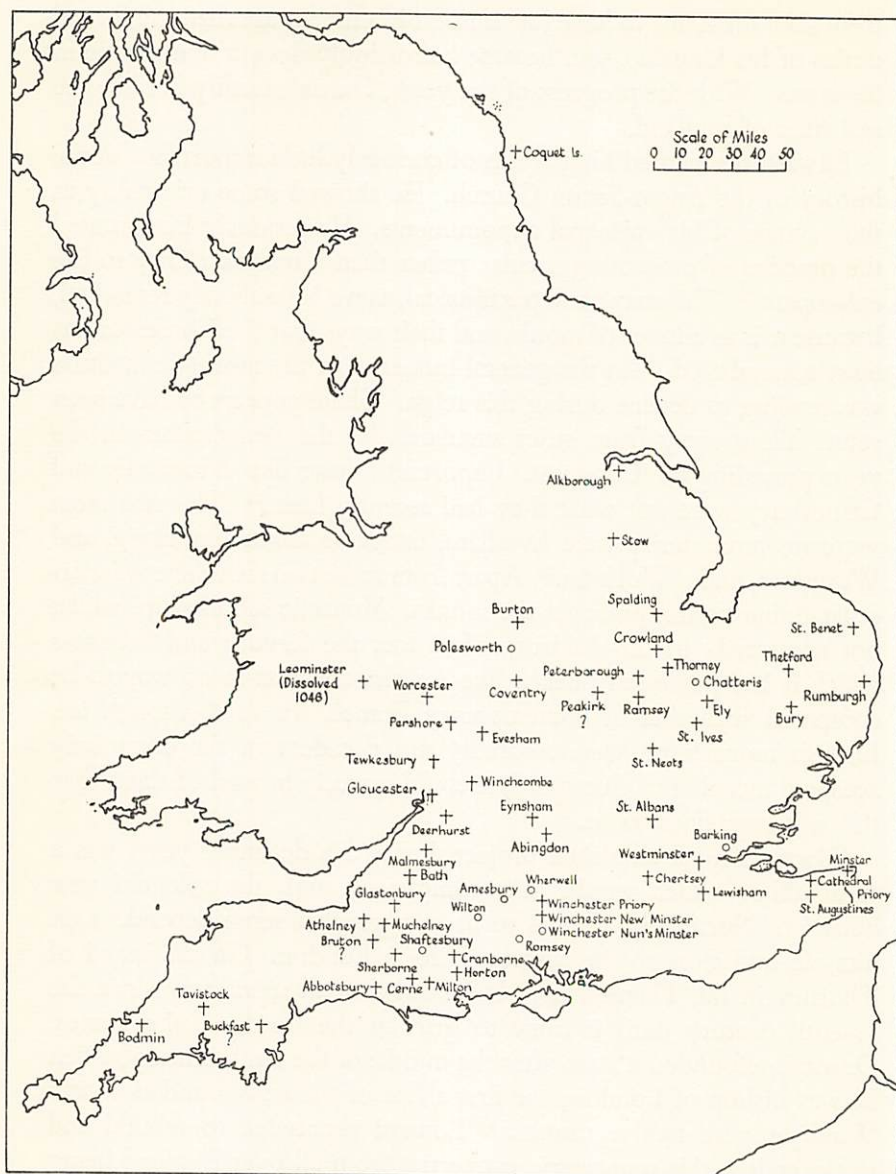 Coquet Is.
Scale of Miles
0 10 20 30 40 50
Alkborough
Stow
Burton
Spalding
St. Benet
Polesworth
Crowland
Leominster
(Dissolved
1046)
Worcester
Coventry
Peterborough
Thorney
Chatteris
Thetford
Rumburgh
Peakirk
?
Ramsey
Ely
Bury
Pershore
Evesham
St. Ives
St. Neots
Tewkesbury
Winchcombe
Gloucester
Eynsham
St. Albans
Deerhurst
Abingdon
Barking
Malmesbury
Westminster
Minster
Bath
Wherwell
Chertsey
Lewisham
Cathedral
Priory
Glastonbury
Amesbury
Winchester Priory
St. Augustines
Athelney
Muchelney
Wilton
Winchester New Minster
Bruton
?
Shaftesbury
Winchester Nun's Minster
Romsey
Sherborne
Cranborne
Horton
Abbotsbury
Cerne
Milton
Tavistock
Bodmin
Buckfast
?